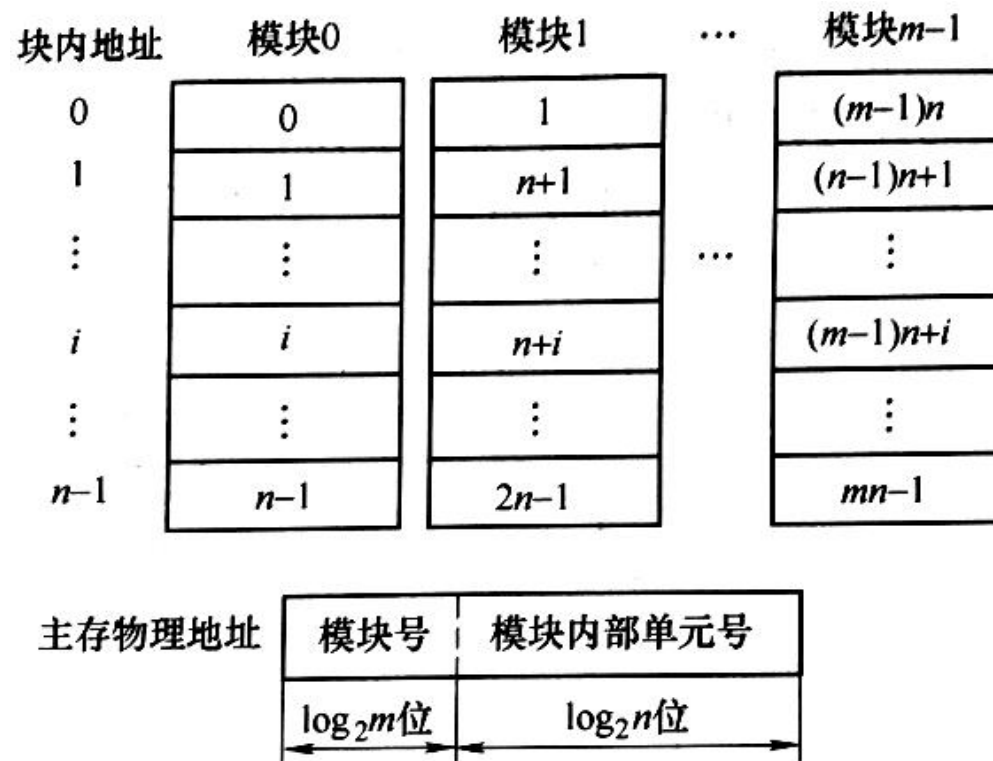 块内地址 模块0 模块1 … 模块m−1
0 0 1 (m−1)n
1 1 n+1 (n−1)n+1
⋮ ⋮ ⋮ … ⋮
i i n+i (m−1)n+i
⋮ ⋮ ⋮ ⋮
n−1 n−1 2n−1 mn−1
主存物理地址 模块号 模块内部单元号
log₂m位 log₂n位